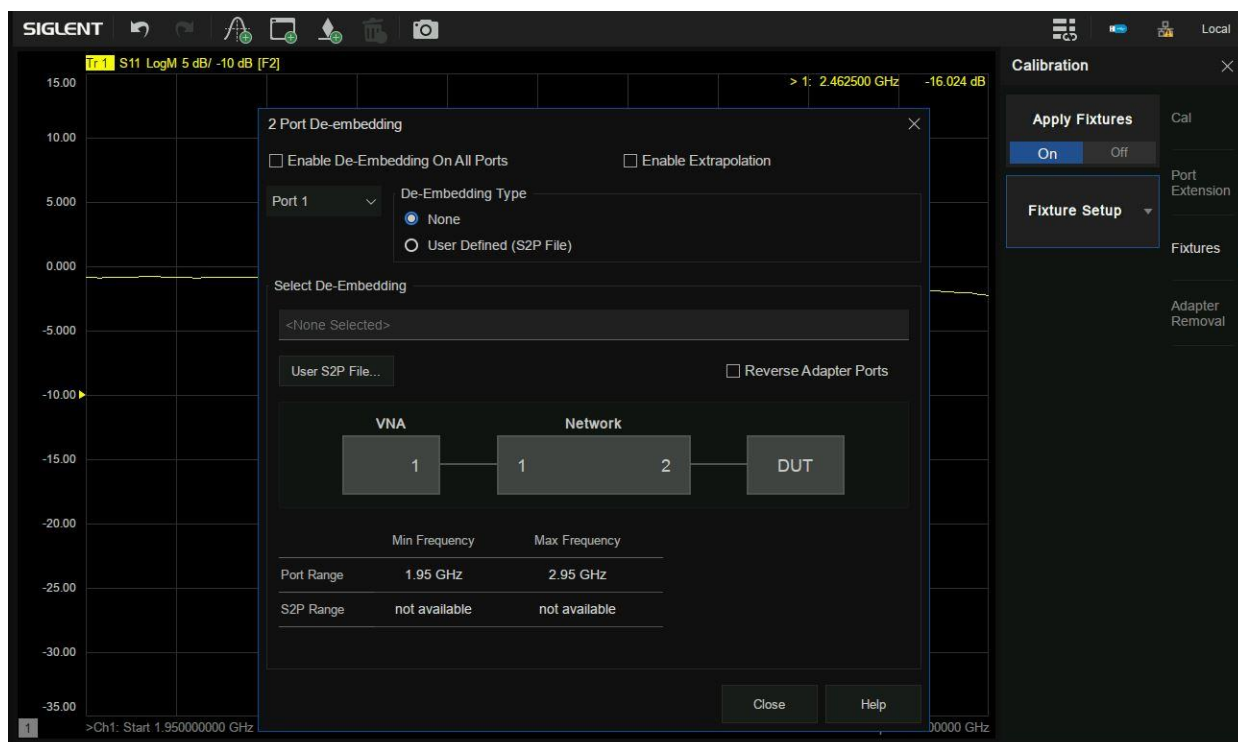 SIGLENT
Local
Tr 1 S11 LogM 5 dB/ -10 dB [F2]
> 1: 2.462500 GHz -16.024 dB
15.00
10.00
5.000
0.000
-5.000
-10.00
-15.00
-20.00
-25.00
-30.00
-35.00
1 >Ch1: Start 1.950000000 GHz
00000 GHz
2 Port De-embedding
Enable De-Embedding On All Ports
Enable Extrapolation
Port 1
De-Embedding Type
None
User Defined (S2P File)
Select De-Embedding
<None Selected>
User S2P File...
Reverse Adapter Ports
VNA Network
1 1 2 DUT
Min Frequency Max Frequency
Port Range 1.95 GHz 2.95 GHz
S2P Range not available not available
Close Help
Calibration
Apply Fixtures
On Off
Fixture Setup
Cal
Port
Extension
Fixtures
Adapter
Removal